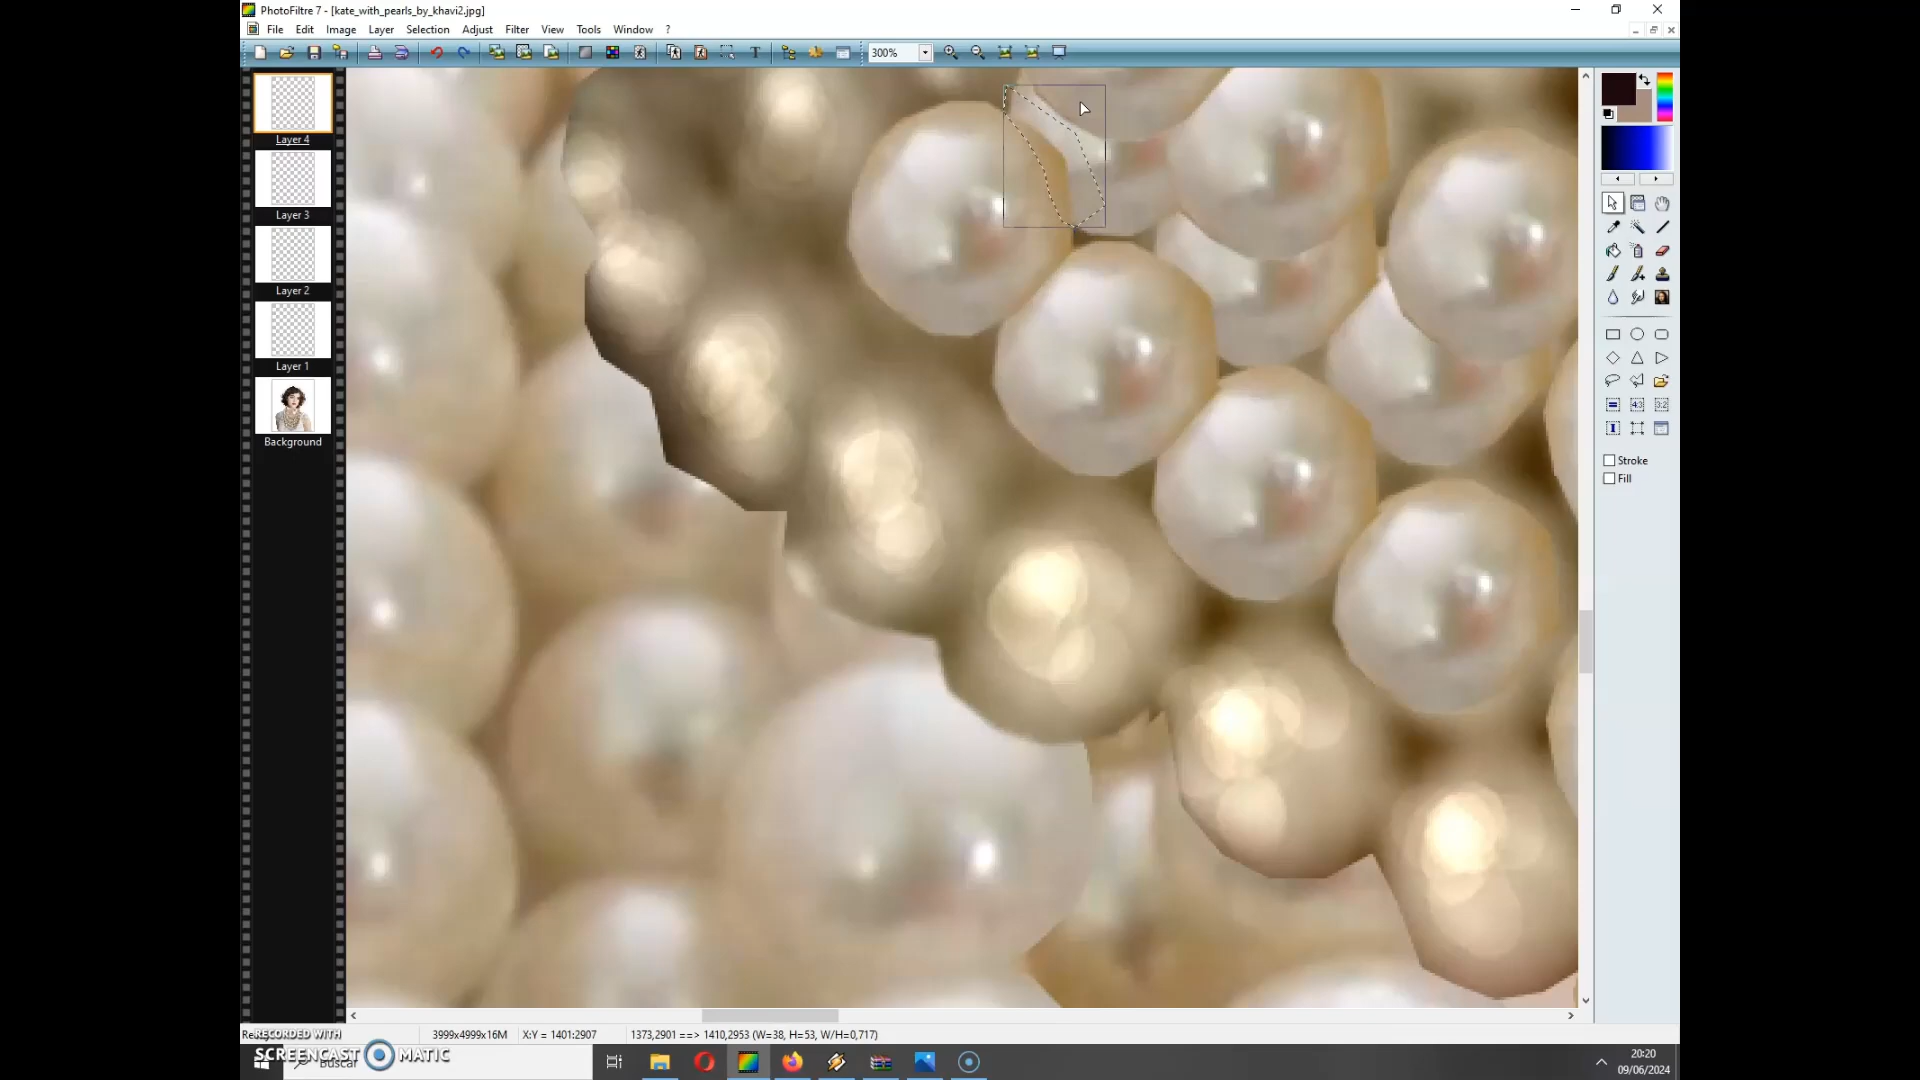 PhotoFiltre 7 - [kate_with_pearls_by_khavi2.jpg]
File Edit Image Layer Selection Adjust Filter View Tools Window ?
300%
Layer 4
Layer 3
Layer 2
Layer 1
Background
Stroke
Fill
3999x4999x16M X:Y = 1401:2907 1373,2901 ==> 1410,2953 (W=38, H=53, W/H=0,717)
RECORDED WITH
SCREENCAST MATIC
Buscar
20:20
09/06/2024